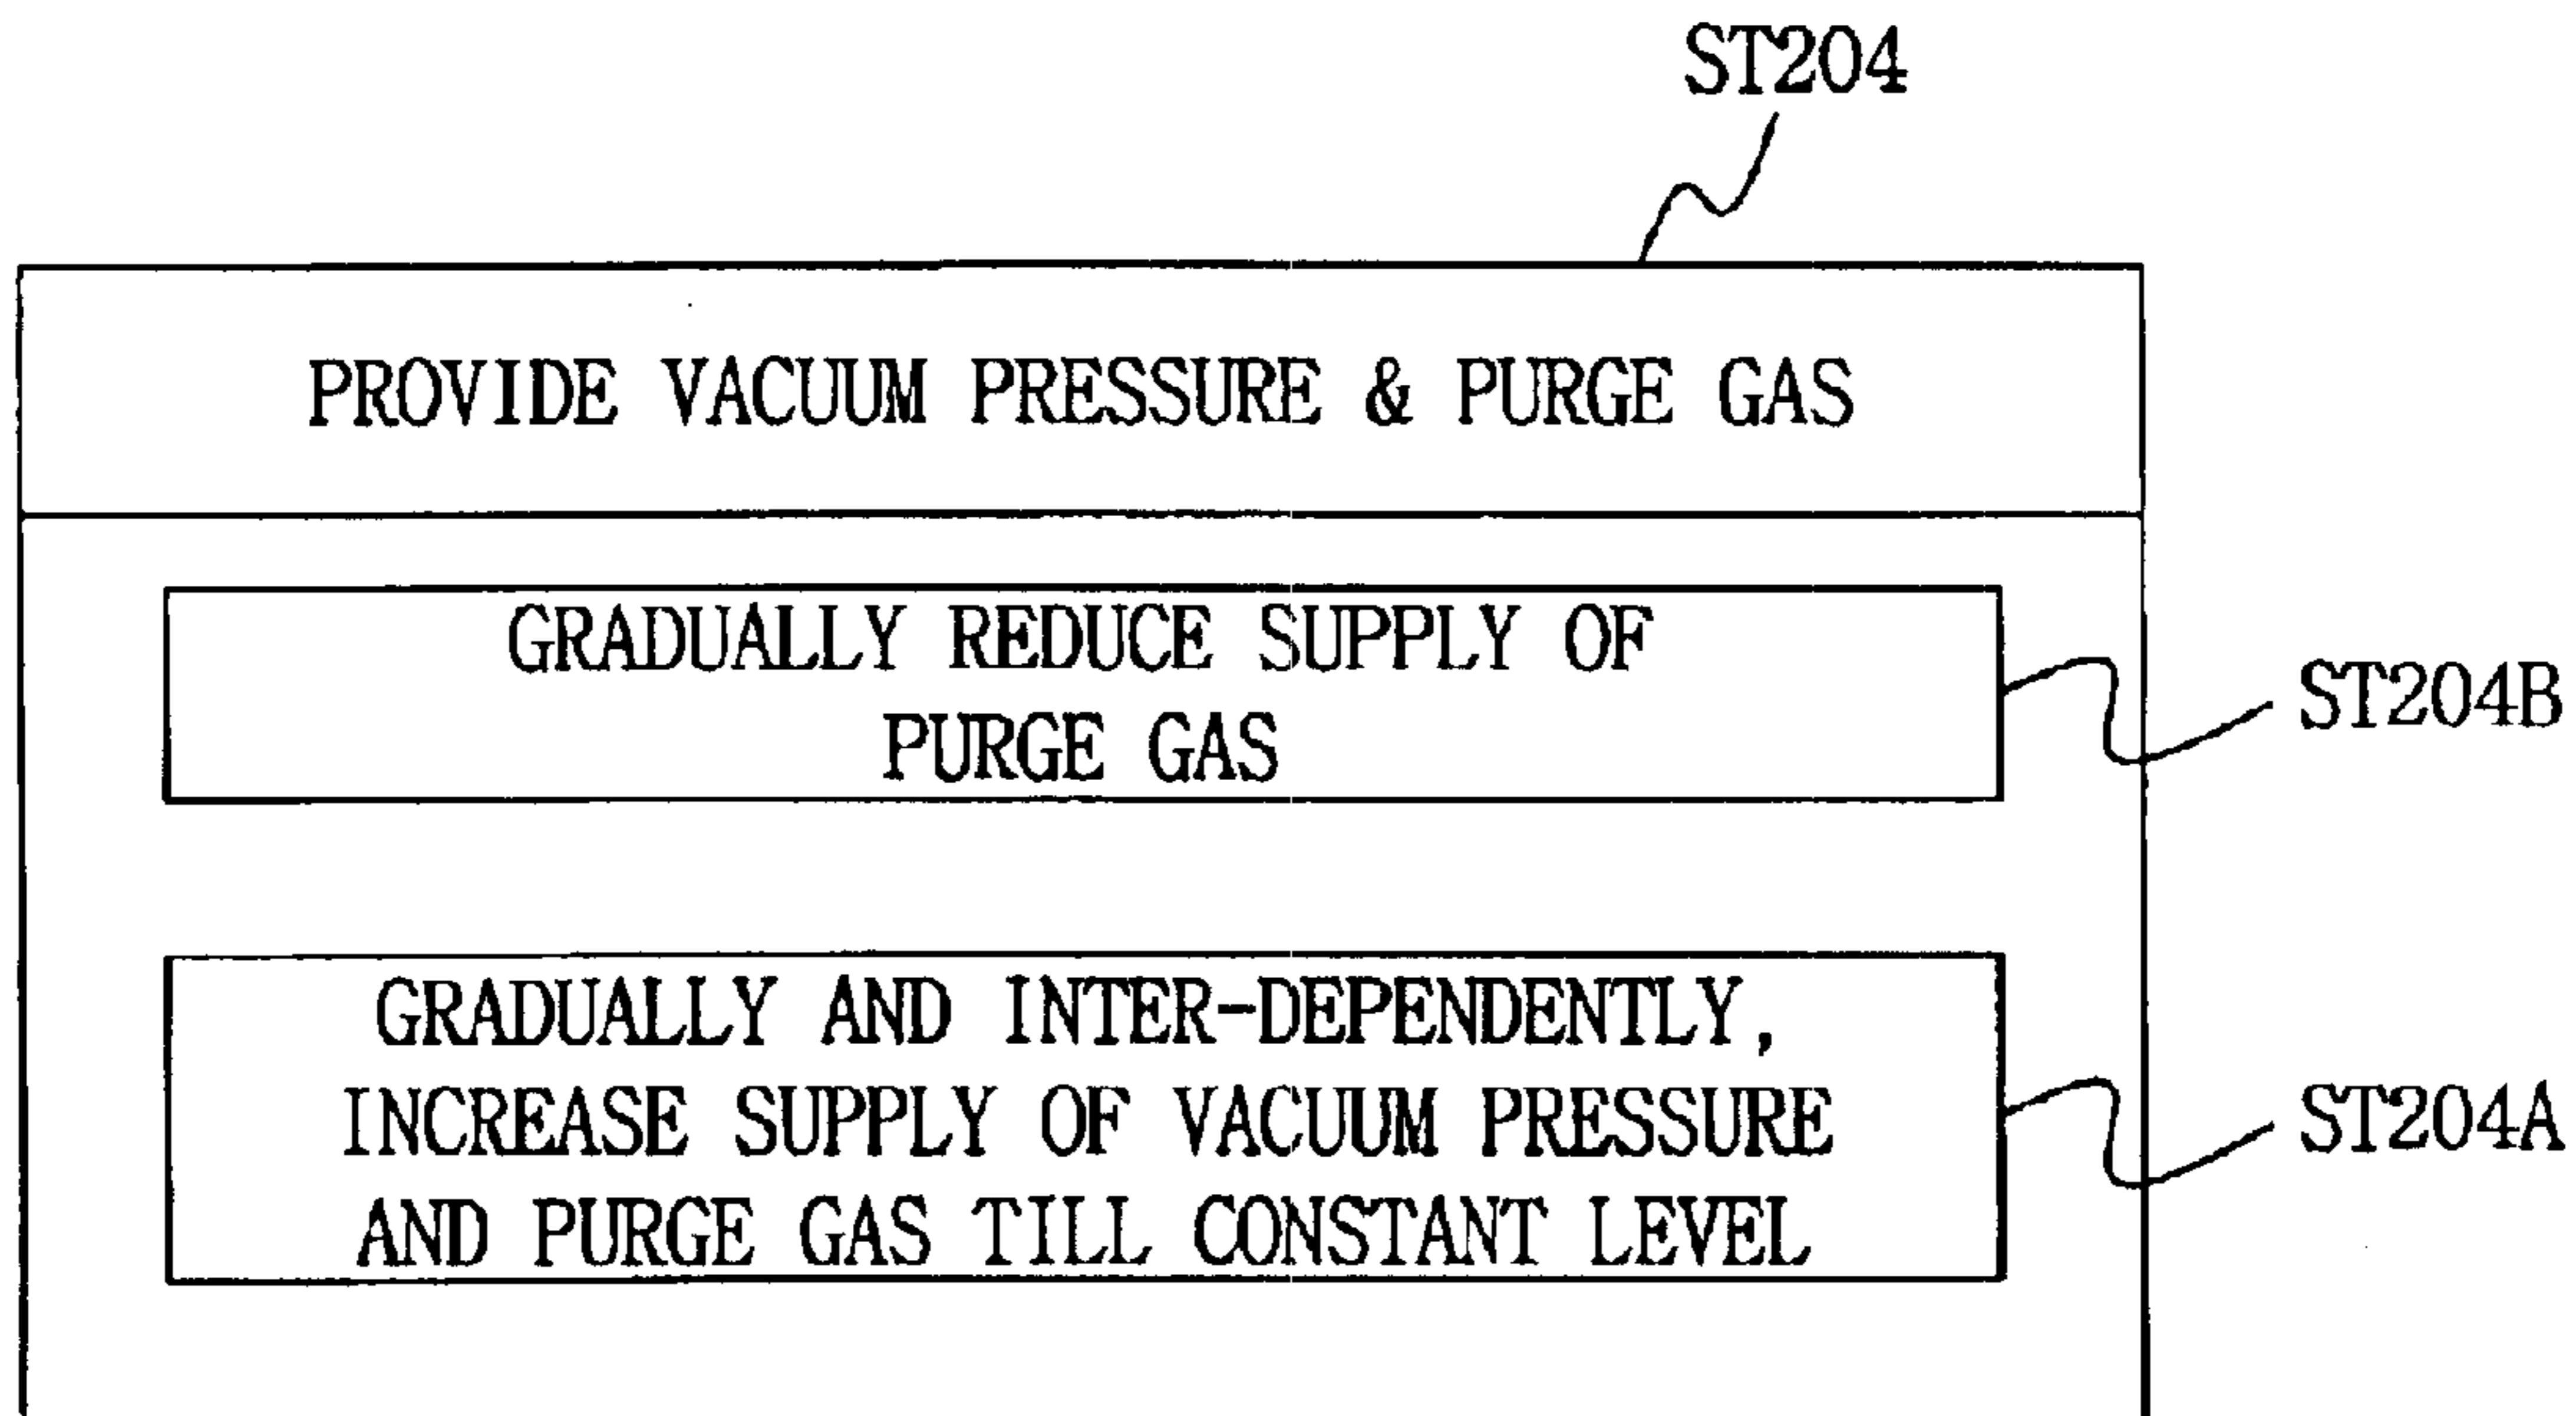 ST204
PROVIDE VACUUM PRESSURE & PURGE GAS
GRADUALLY REDUCE SUPPLY OF
PURGE GAS
ST204B
GRADUALLY AND INTER-DEPENDENTLY,
INCREASE SUPPLY OF VACUUM PRESSURE
AND PURGE GAS TILL CONSTANT LEVEL
ST204A